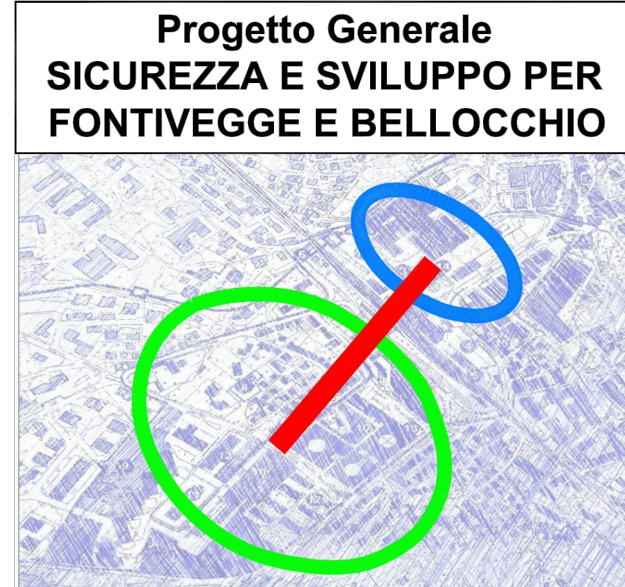 Progetto Generale
SICUREZZA E SVILUPPO PER
FONTIVEGGE E BELLOCCHIO